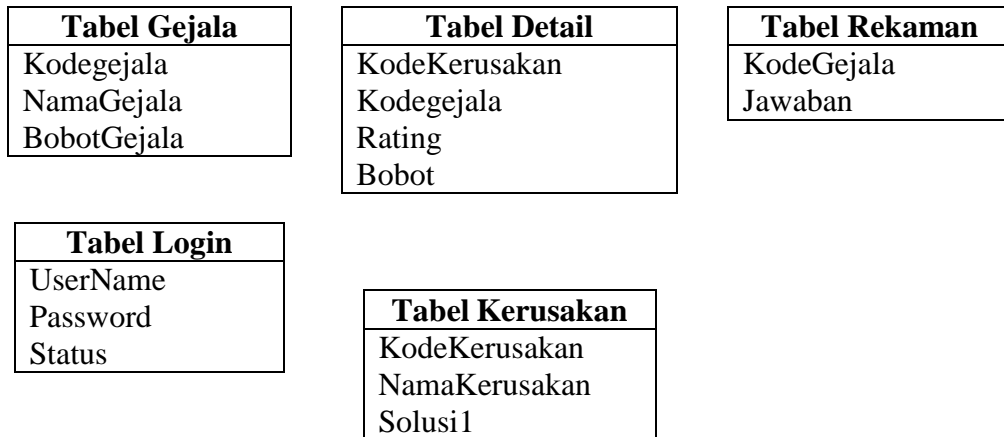 Tabel Gejala
Kodegejala
NamaGejala
BobotGejala
Tabel Detail
KodeKerusakan
Kodegejala
Rating
Bobot
Tabel Rekaman
KodeGejala
Jawaban
Tabel Login
UserName
Password
Status
Tabel Kerusakan
KodeKerusakan
NamaKerusakan
Solusi1